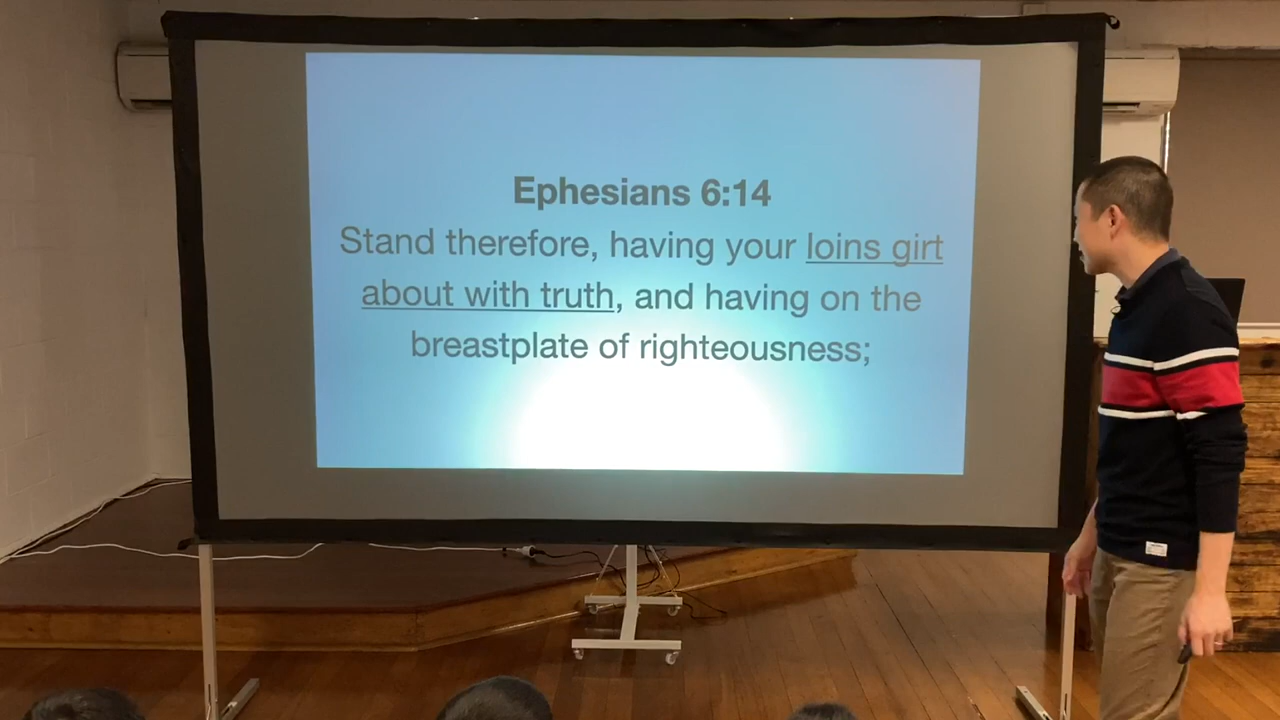 Ephesians 6:14
Stand therefore, having your loins girt
about with truth, and having on the
breastplate of righteousness;